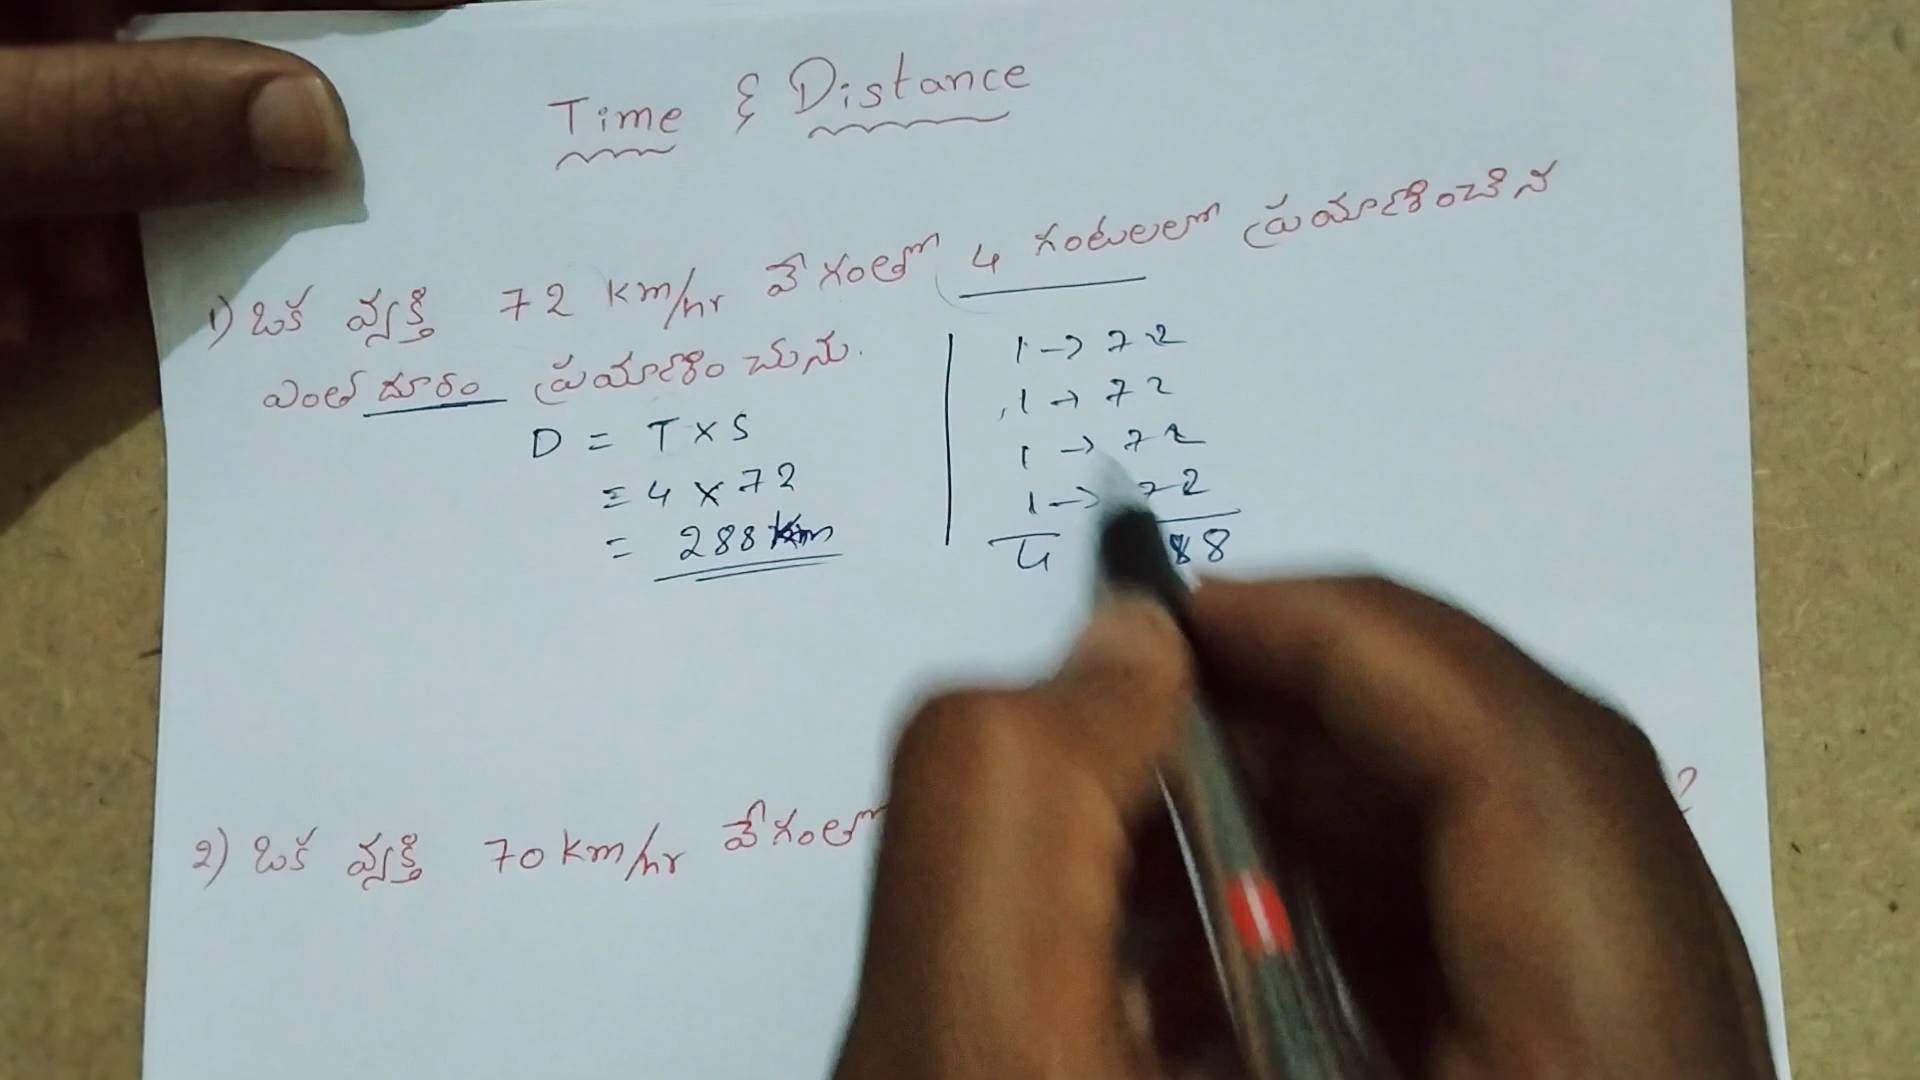 Time & Distance
1) ఒక వ్యక్తి 72 km/hr వేగంతో 4 గంటలలో ప్రయాణించిన
ఎంత దూరం ప్రయాణించును.
D = T × S
= 4 × 72
= 288 km
1 → 72
1 → 72
1 → 72
1 → 72
4 88
2) ఒక వ్యక్తి 70 km/hr వేగంతో ?